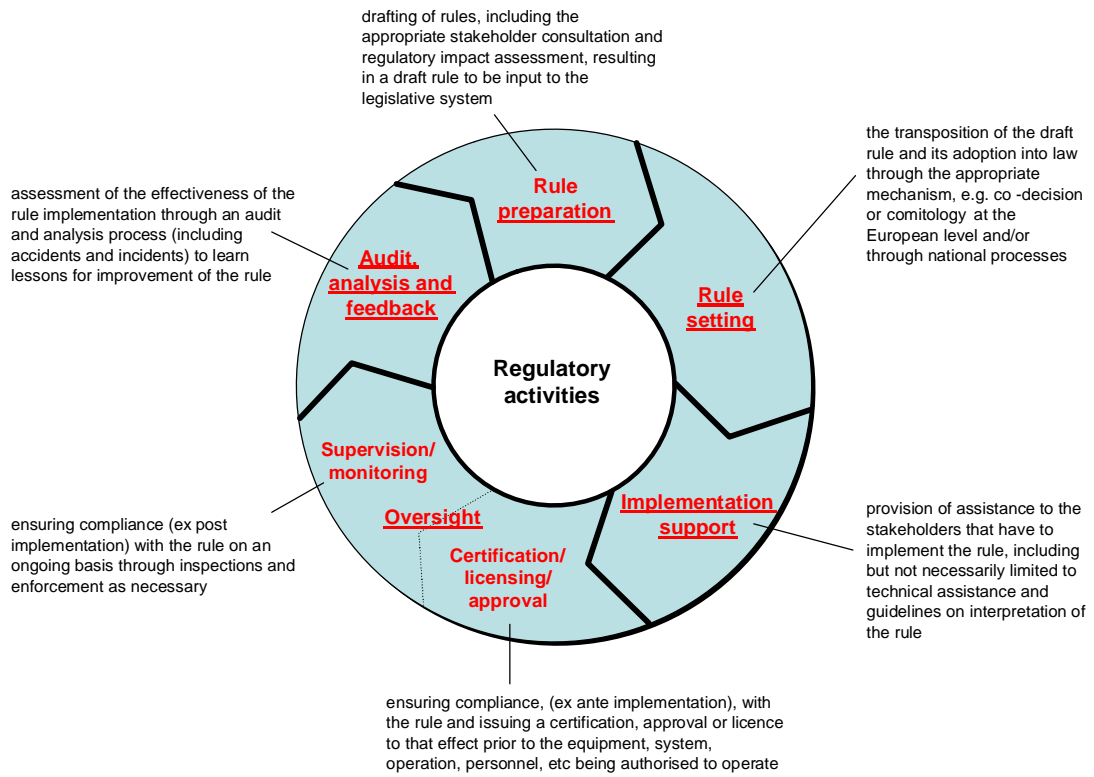 drafting of rules, including the
appropriate stakeholder consultation and
regulatory impact assessment, resulting
in a draft rule to be input to the
legislative system
the transposition of the draft
rule and its adoption into law
through the appropriate
mechanism, e.g. co -decision
or comitology at the
European level and/or
through national processes
assessment of the effectiveness of the
rule implementation through an audit
and analysis process (including
accidents and incidents) to learn
lessons for improvement of the rule
Rule
preparation
Audit,
analysis and
feedback
Rule
setting
Regulatory
activities
Supervision/
monitoring
Oversight
Certification/
licensing/
approval
Implementation
support
ensuring compliance (ex post
implementation) with the rule on an
ongoing basis through inspections and
enforcement as necessary
provision of assistance to the
stakeholders that have to
implement the rule, including
but not necessarily limited to
technical assistance and
guidelines on interpretation of
the rule
ensuring compliance, (ex ante implementation), with
the rule and issuing a certification, approval or licence
to that effect prior to the equipment, system,
operation, personnel, etc being authorised to operate